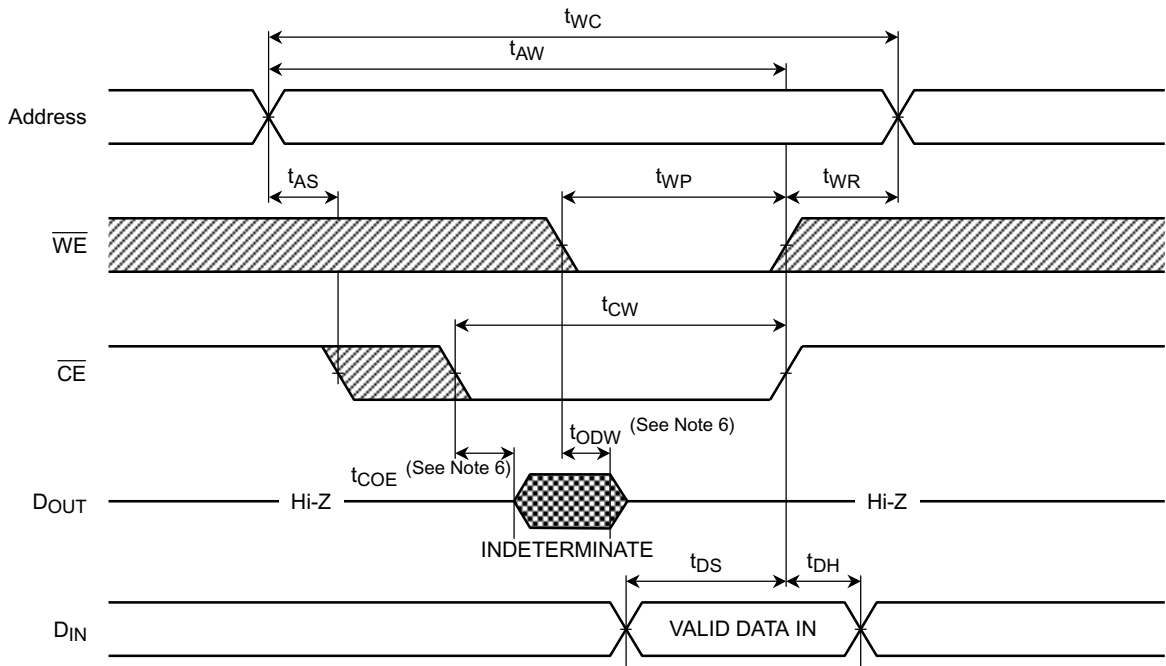 tWC
tAW
Address
tAS
tWP
tWR
WE
tCW
CE
tODW (See Note 6)
tCOE (See Note 6)
DOUT
Hi-Z
Hi-Z
INDETERMINATE
tDS
tDH
DIN
VALID DATA IN